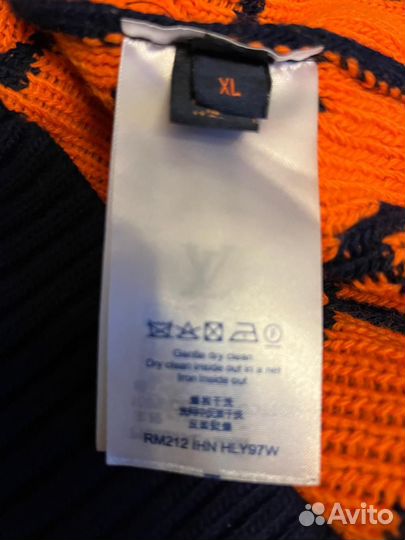 XL
Gentle dry clean
Dry clean inside out in a net
Iron inside out
RM212 IHN HLY97W
Avito